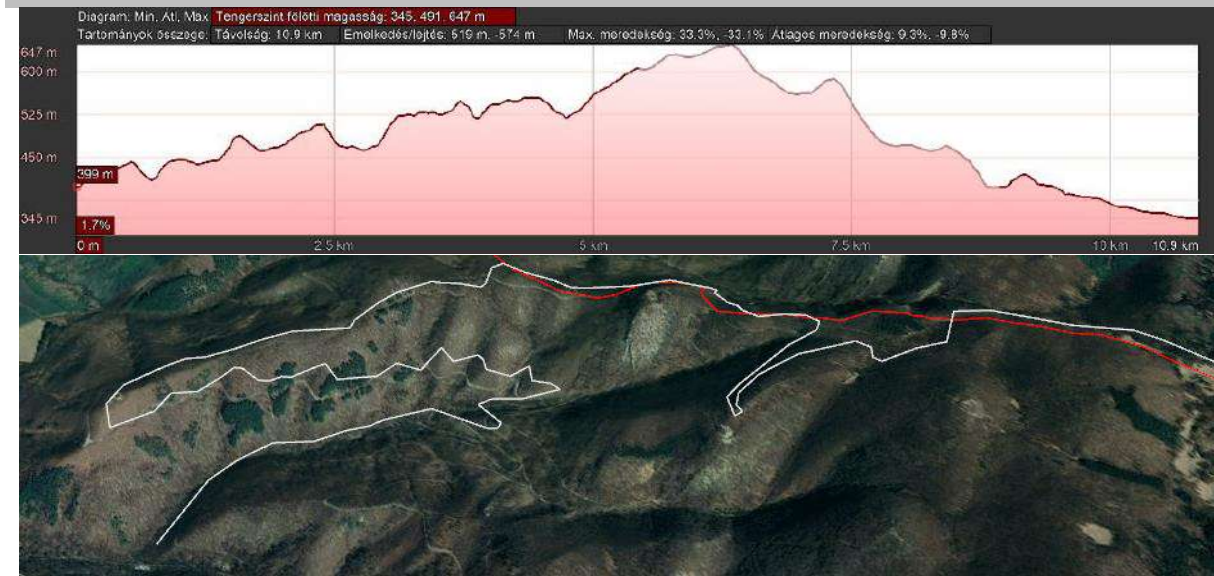 Diagram: Min, Átl, Max Tengerszint fölötti magasság: 345, 491, 647 m
Tartományok összege: Távolság: 10,9 km Emelkedés/lejtés: 519 m, -574 m Max. meredekség: 33,3%, -33,1% Átlagos meredekség: 9,3%, -9,8%
647 m
600 m
525 m
450 m
399 m
345 m
1.7%
0 m 2.5 km 5 km 7.5 km 10 km 10.9 km